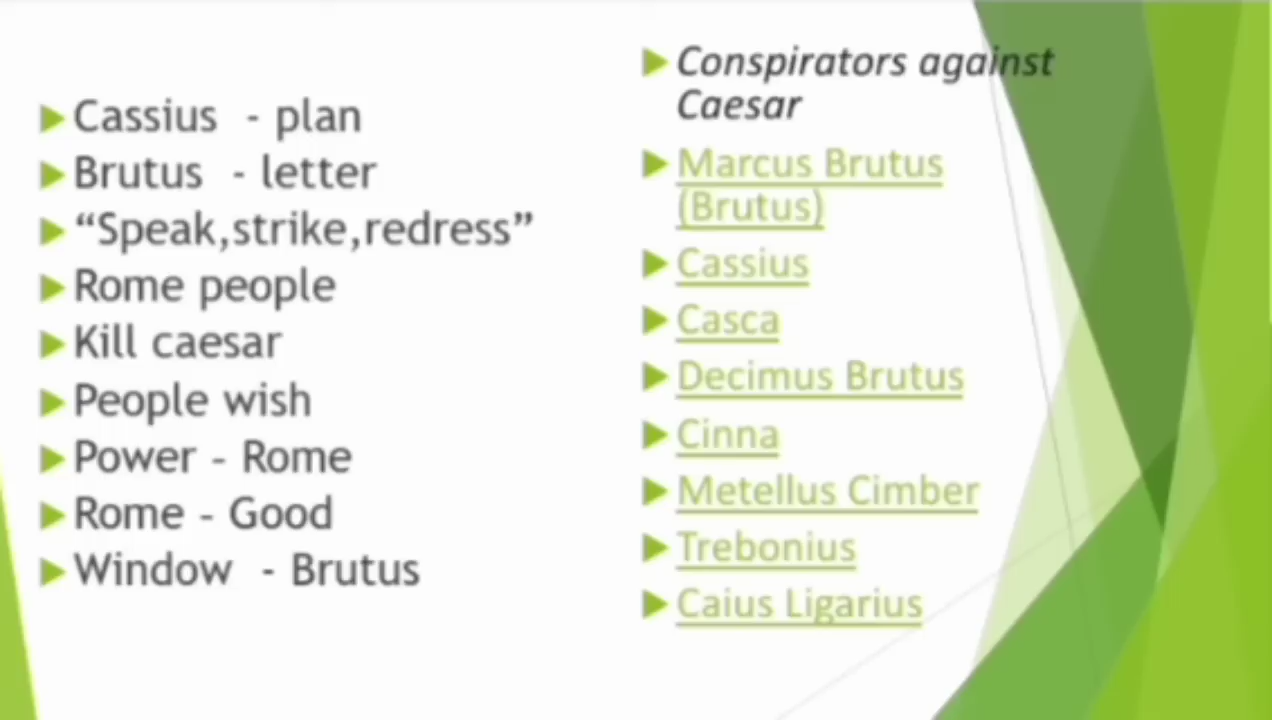 Cassius - plan
Brutus - letter
“Speak,strike,redress”
Rome people
Kill caesar
People wish
Power - Rome
Rome - Good
Window - Brutus
Conspirators against
Caesar
Marcus Brutus
(Brutus)
Cassius
Casca
Decimus Brutus
Cinna
Metellus Cimber
Trebonius
Caius Ligarius